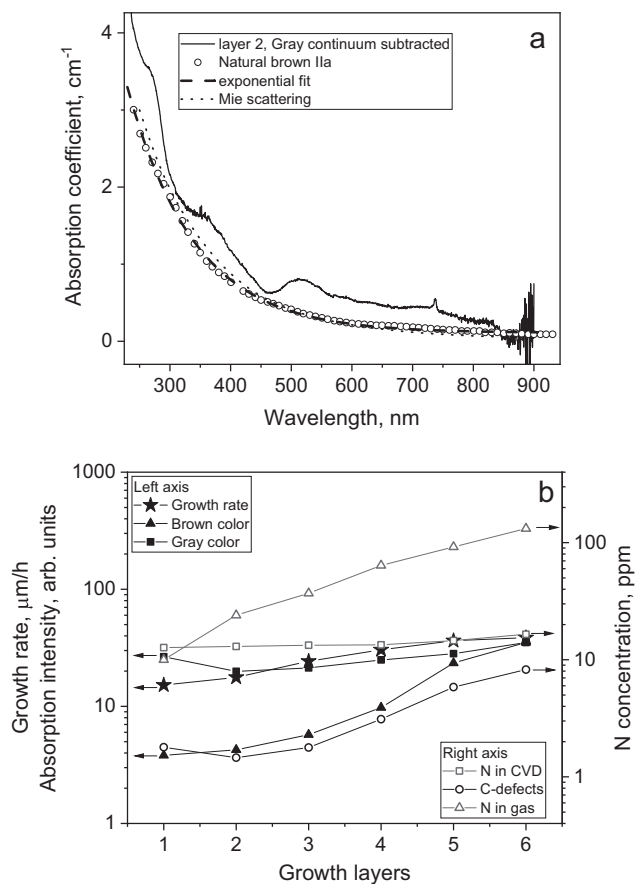 4
a
layer 2, Gray continuum subtracted
Natural brown IIa
exponential fit
Mie scattering
2
0
Absorption coefficient, cm-1
300 400 500 600 700 800 900
Wavelength, nm
1000
b
Left axis
Growth rate
Brown color
Gray color
100
100
10
10
1
1
Right axis
N in CVD
C-defects
N in gas
Growth rate, μm/h
Absorption intensity, arb. units
N concentration, ppm
1 2 3 4 5 6
Growth layers